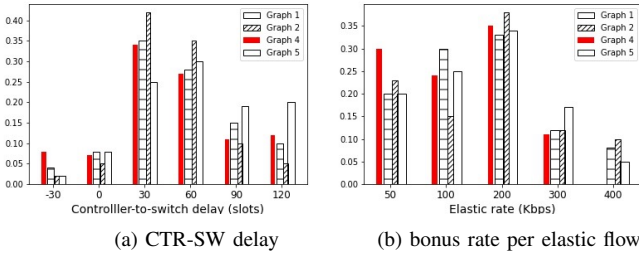 0.40
0.35
0.30
0.25
0.20
0.15
0.10
0.05
0.00
-30 0 30 60 90 120
Controlller-to-switch delay (slots)
Graph 1
Graph 2
Graph 4
Graph 5
(a) CTR-SW delay
0.35
0.30
0.25
0.20
0.15
0.10
0.05
0.00
50 100 200 300 400
Elastic rate (Kbps)
Graph 1
Graph 2
Graph 4
Graph 5
(b) bonus rate per elastic flow